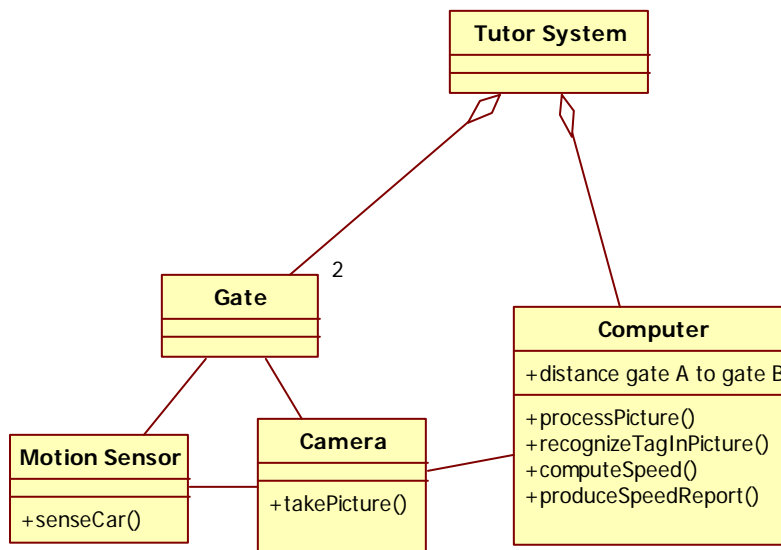 Tutor System
2
Gate
Computer
+distance gate A to gate B
+processPicture()
+recognizeTagInPicture()
+computeSpeed()
+produceSpeedReport()
Motion Sensor
+senseCar()
Camera
+takePicture()